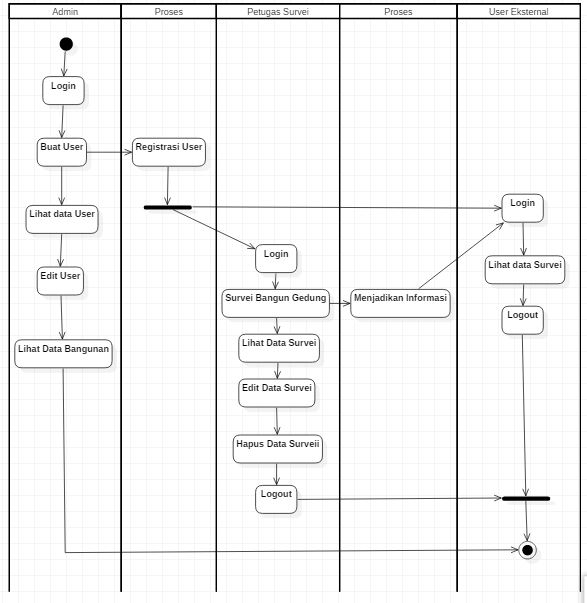 Admin
Proses
Petugas Survei
Proses
User Eksternal
Login
Buat User
Registrasi User
Lihat data User
Login
Login
Edit User
Lihat data Survei
Survei Bangun Gedung
Menjadikan Informasi
Logout
Lihat Data Bangunan
Lihat Data Survei
Edit Data Survei
Hapus Data Surveii
Logout